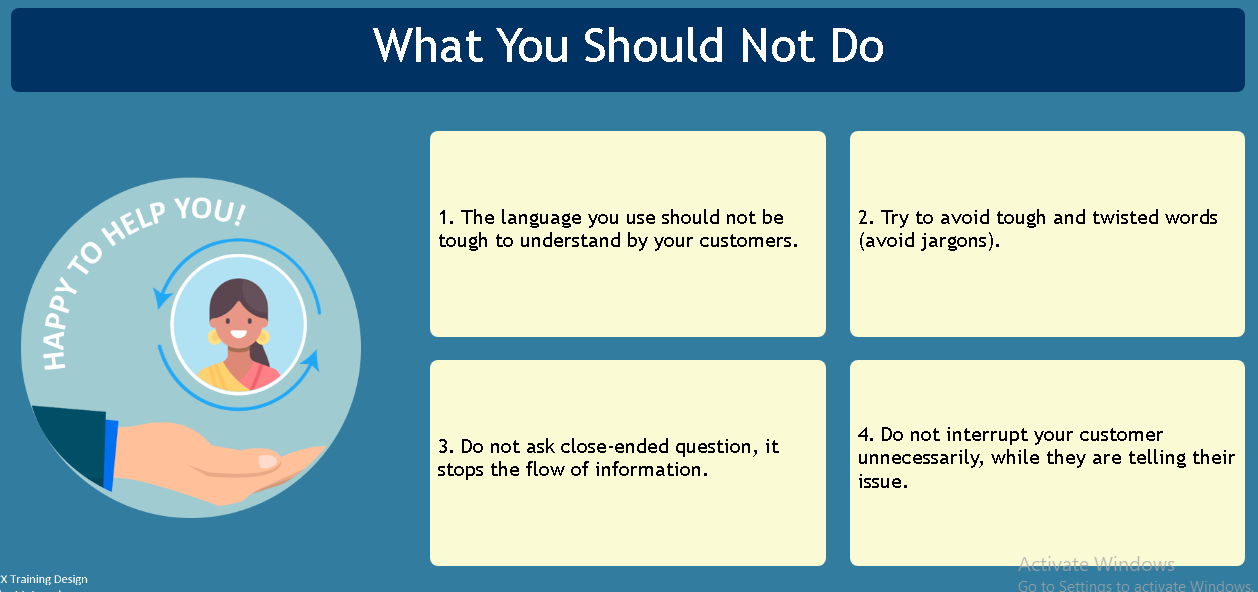 What You Should Not Do
HAPPY TO HELP YOU!
1. The language you use should not be
tough to understand by your customers.
2. Try to avoid tough and twisted words
(avoid jargons).
3. Do not ask close-ended question, it
stops the flow of information.
4. Do not interrupt your customer
unnecessarily, while they are telling their
issue.
X Training Design
Activate Windows
Go to Settings to activate Windows.